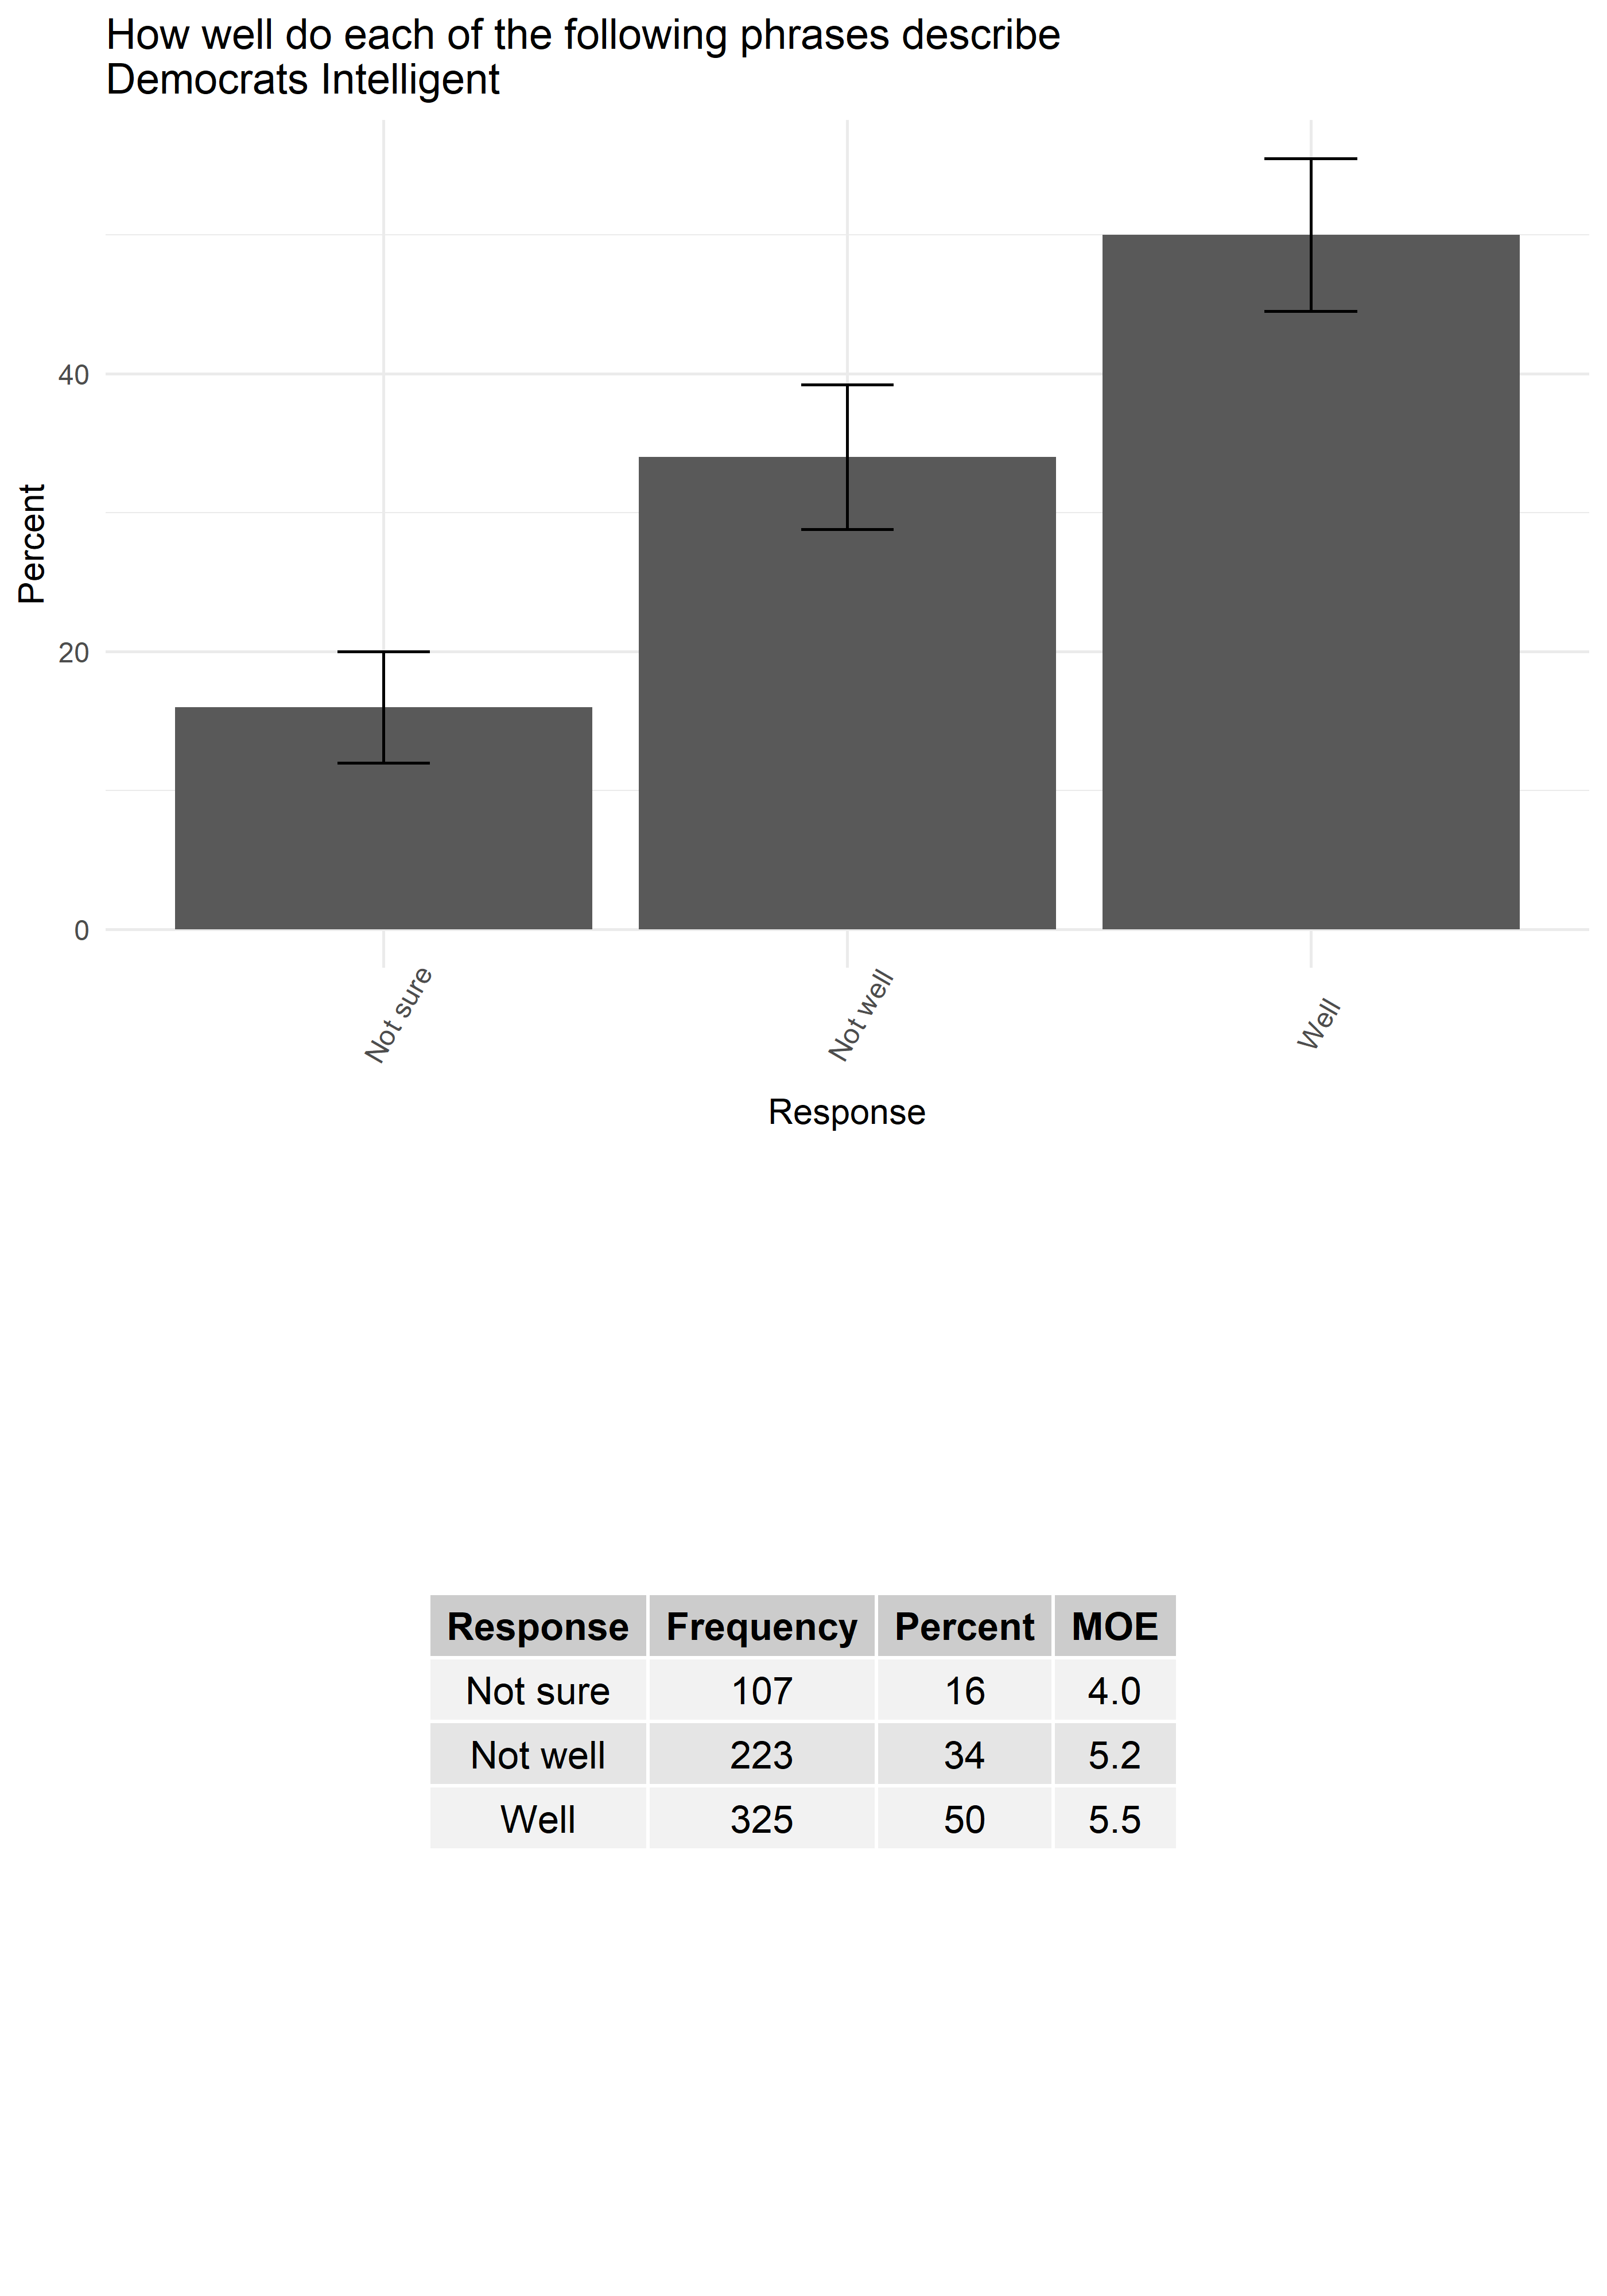 How well do each of the following phrases describe
Democrats Intelligent
Percent
40
20
0
Not sure
Not well
Well
Response
Response Frequency Percent MOE
Not sure 107 16 4.0
Not well 223 34 5.2
Well 325 50 5.5